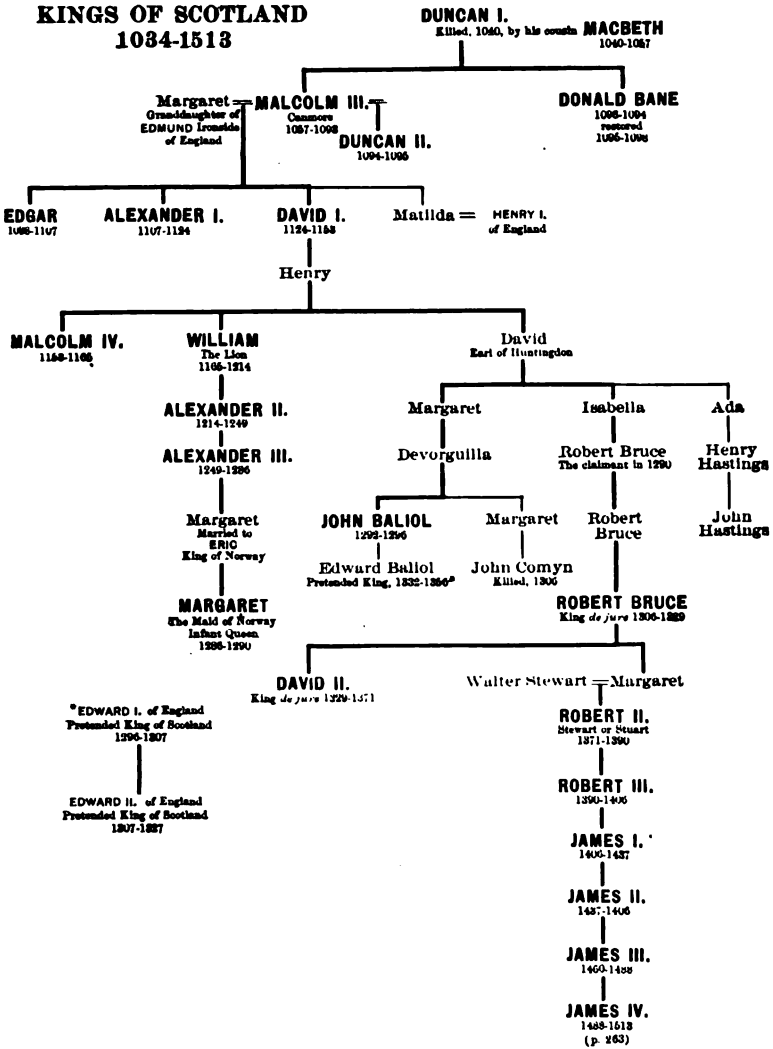 KINGS OF SCOTLAND
1034-1513
DUNCAN I.
Killed, 1040, by his cousin MACBETH
1040-1057
Margaret = MALCOLM III. =
Granddaughter of
EDMUND Ironside
of England
Canmore
1057-1093
DUNCAN II.
1094-1095
DONALD BANE
1093-1094
restored
1095-1098
EDGAR
1098-1107
ALEXANDER I.
1107-1124
DAVID I.
1124-1153
Matilda = HENRY I.
of England
Henry
MALCOLM IV.
1153-1165
WILLIAM
The Lion
1165-1214
David
Earl of Huntingdon
ALEXANDER II.
1214-1249
Margaret
Isabella
Ada
ALEXANDER III.
1249-1286
Devorguilla
Robert Bruce
The claimant in 1290
Henry
Hastings
Margaret
Married to
ERIC
King of Norway
JOHN BALIOL
1292-1296
Margaret
Robert
Bruce
John
Hastings
Edward Baliol
Pretended King, 1332-1356
John Comyn
Killed, 1306
MARGARET
The Maid of Norway
Infant Queen
1286-1290
ROBERT BRUCE
King de jure 1306-1329
DAVID II.
King de jure 1329-1371
Walter Stewart = Margaret
*EDWARD I. of England
Pretended King of Scotland
1296-1307
ROBERT II.
Stewart or Stuart
1371-1390
EDWARD II. of England
Pretended King of Scotland
1307-1327
ROBERT III.
1390-1406
JAMES I.
1406-1437
JAMES II.
JAMES III.
1460-1488
JAMES IV.
1488-1513
(p. 263)